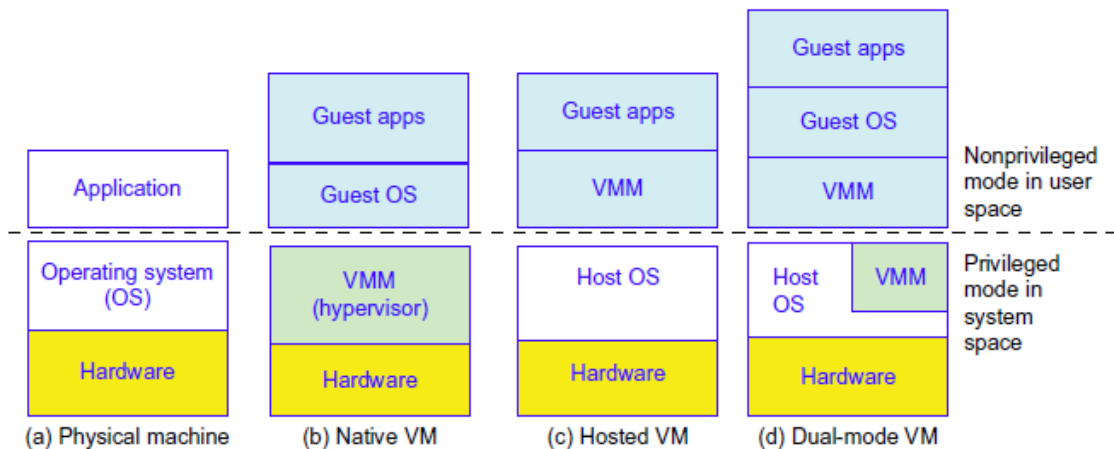 Application
Operating system
(OS)
Hardware
(a) Physical machine
Guest apps
Guest OS
VMM
(hypervisor)
Hardware
(b) Native VM
Guest apps
VMM
Host OS
Hardware
(c) Hosted VM
Guest apps
Guest OS
VMM
Host
OS
VMM
Hardware
(d) Dual-mode VM
Nonprivileged
mode in user
space
Privileged
mode in
system
space